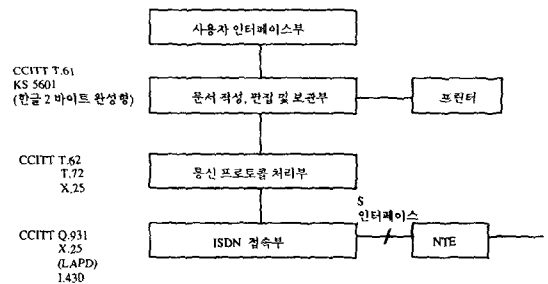 사용자 인터페이스부
CCITT T.61
KS 5601
(한글 2 바이트 완성형)
문서 작성, 편집 및 보관부
프린터
CCITT T.62
T.72
X.25
통신 프로토콜 처리부
S
인터페이스
CCITT Q.931
X.25
(LAPD)
I.430
ISDN 접속부
NTE